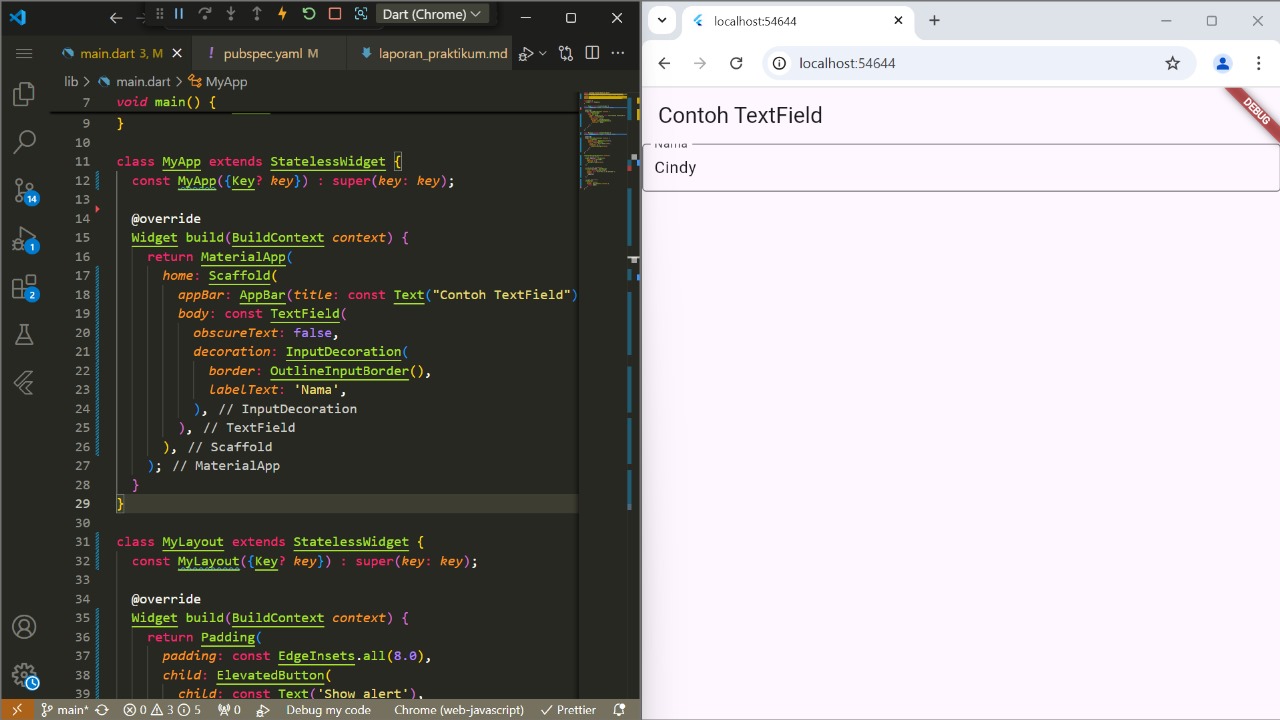 Dart (Chrome)
main.dart 3, M
pubspec.yaml M
laporan_praktikum.md
lib > main.dart > MyApp
7 void main() {
9 }
10
11 class MyApp extends StatelessWidget {
12 const MyApp({Key? key}) : super(key: key);
13
14 @override
15 Widget build(BuildContext context) {
16 return MaterialApp(
17 home: Scaffold(
18 appBar: AppBar(title: const Text("Contoh TextField")
19 body: const TextField(
20 obscureText: false,
21 decoration: InputDecoration(
22 border: OutlineInputBorder(),
23 labelText: 'Nama',
24 ), // InputDecoration
25 ), // TextField
26 ), // Scaffold
27 ); // MaterialApp
28 }
29 }
30
31 class MyLayout extends StatelessWidget {
32 const MyLayout({Key? key}) : super(key: key);
33
34 @override
35 Widget build(BuildContext context) {
36 return Padding(
37 padding: const EdgeInsets.all(8.0),
38 child: ElevatedButton(
39 child: const Text('Show alert'),
14
1
2
main* 0 3 5 0 Debug my code Chrome (web-javascript) Prettier
localhost:54644
localhost:54644
Contoh TextField
DEBUG
Nama
Cindy